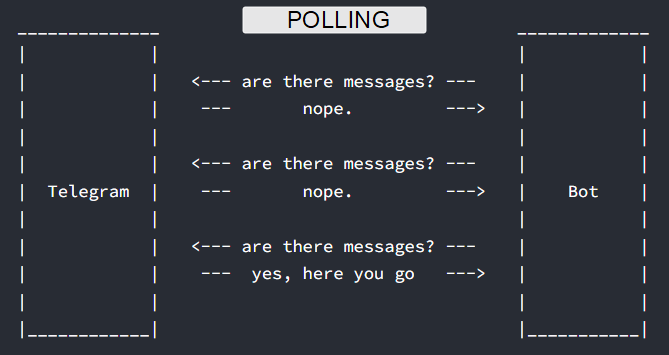 POLLING
<--- are there messages? ---
--- nope. --->
<--- are there messages? ---
Telegram --- nope. ---> Bot
<--- are there messages? ---
--- yes, here you go --->